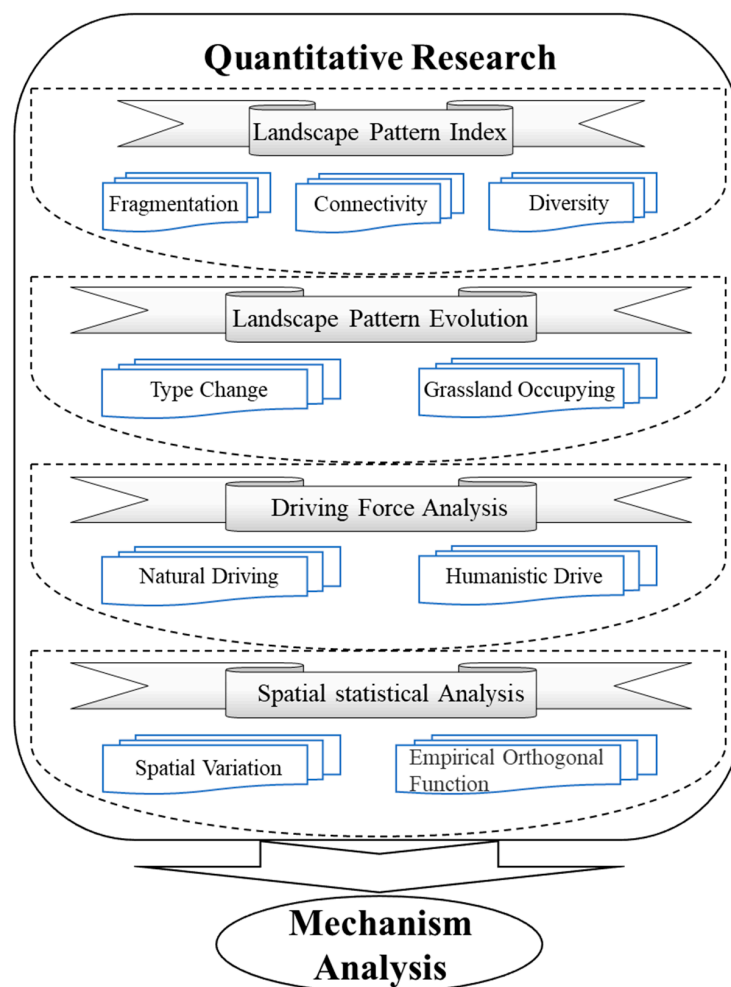 Quantitative Research
Landscape Pattern Index
Fragmentation
Connectivity
Diversity
Landscape Pattern Evolution
Type Change
Grassland Occupying
Driving Force Analysis
Natural Driving
Humanistic Drive
Spatial statistical Analysis
Spatial Variation
Empirical Orthogonal
Function
Mechanism
Analysis